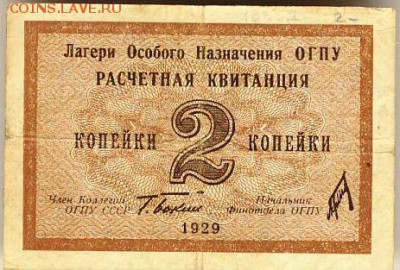 COINS.LAVE.RU
2-
Лагери Особого Назначения ОГПУ
РАСЧЕТНАЯ КВИТАНЦИЯ
КОПЕЙКИ 2 КОПЕЙКИ
Член Коллегии
ОГПУ СССР
Начальник
Финотдела ОГПУ
1929